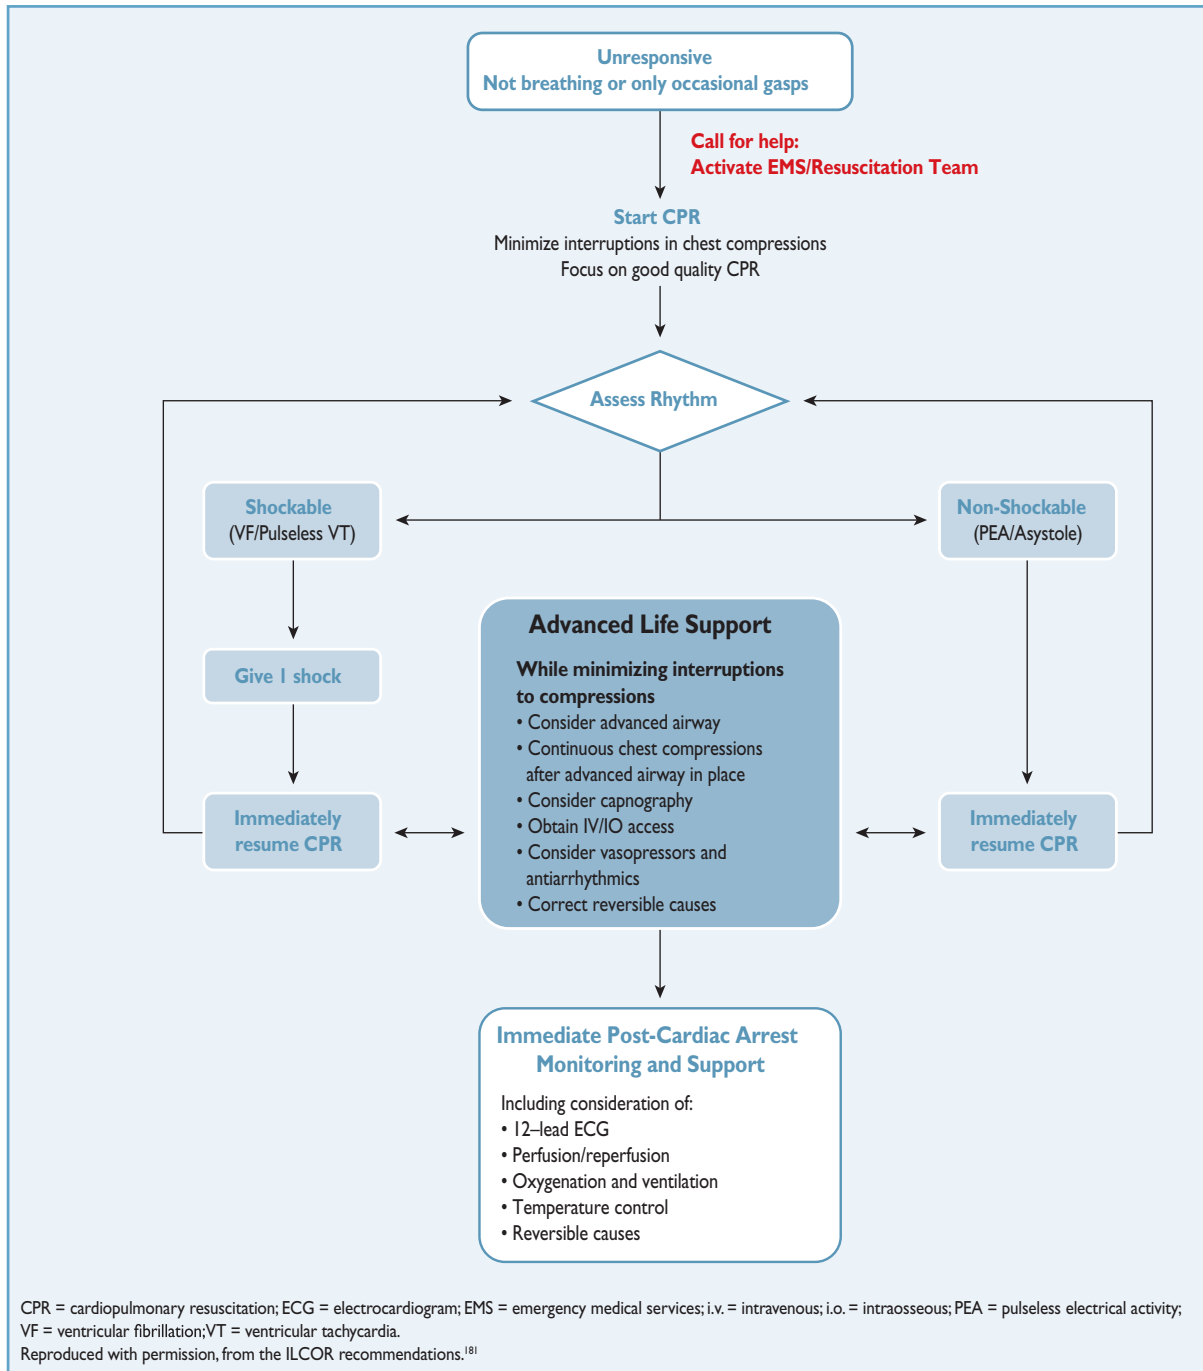 Unresponsive
Not breathing or only occasional gasps
Call for help:
Activate EMS/Resuscitation Team
Start CPR
Minimize interruptions in chest compressions
Focus on good quality CPR
Assess Rhythm
Shockable
(VF/Pulseless VT)
Non-Shockable
(PEA/Asystole)
Give 1 shock
Immediately
resume CPR
Advanced Life Support
While minimizing interruptions
to compressions
• Consider advanced airway
• Continuous chest compressions
after advanced airway in place
• Consider capnography
• Obtain IV/IO access
• Consider vasopressors and
antiarrhythmics
• Correct reversible causes
Immediately
resume CPR
Immediate Post-Cardiac Arrest
Monitoring and Support
Including consideration of:
• 12–lead ECG
• Perfusion/reperfusion
• Oxygenation and ventilation
• Temperature control
• Reversible causes
CPR = cardiopulmonary resuscitation; ECG = electrocardiogram; EMS = emergency medical services; i.v. = intravenous; i.o. = intraosseous; PEA = pulseless electrical activity;
VF = ventricular fibrillation; VT = ventricular tachycardia.
Reproduced with permission, from the ILCOR recommendations.¹⁸¹